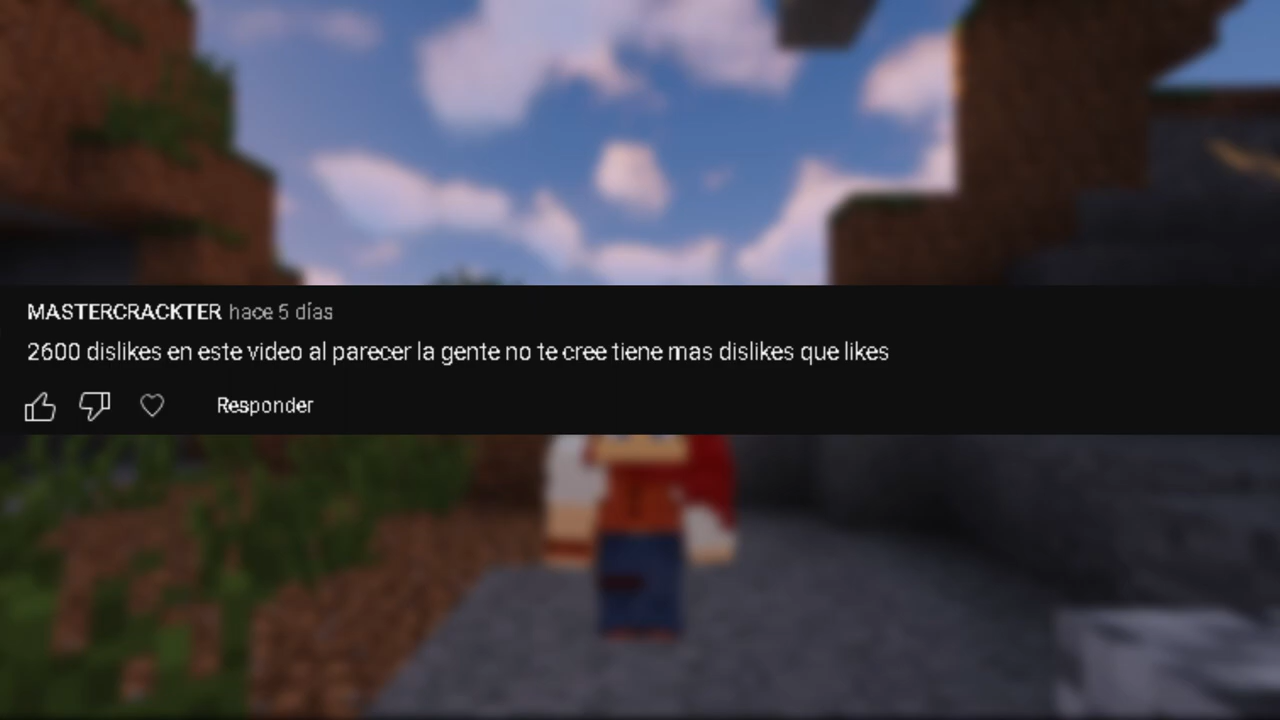 MASTERCRACKTER hace 5 días
2600 dislikes en este video al parecer la gente no te cree tiene mas dislikes que likes
Responder